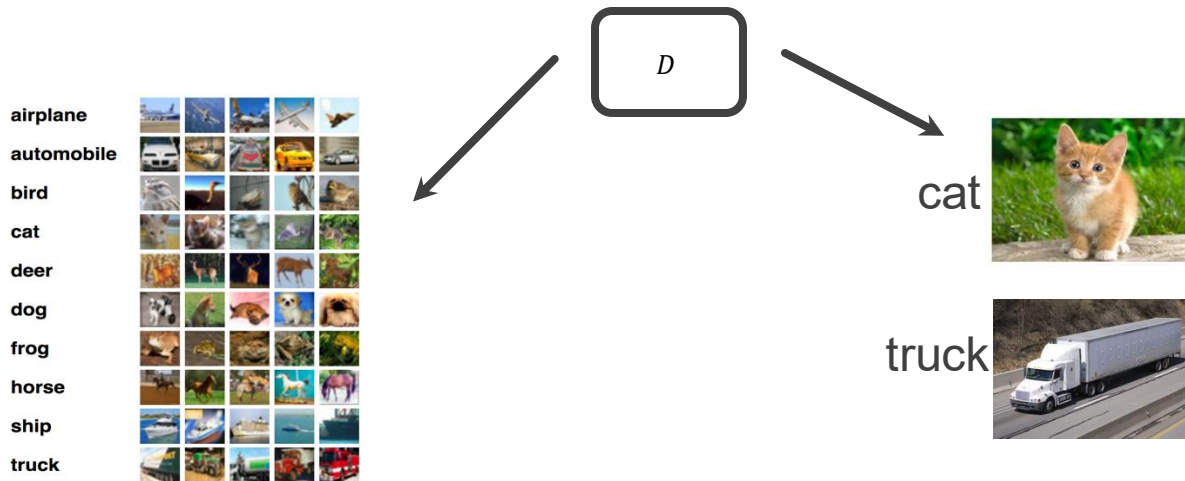 D
airplane
automobile
bird
cat
deer
dog
frog
horse
ship
truck
cat
truck